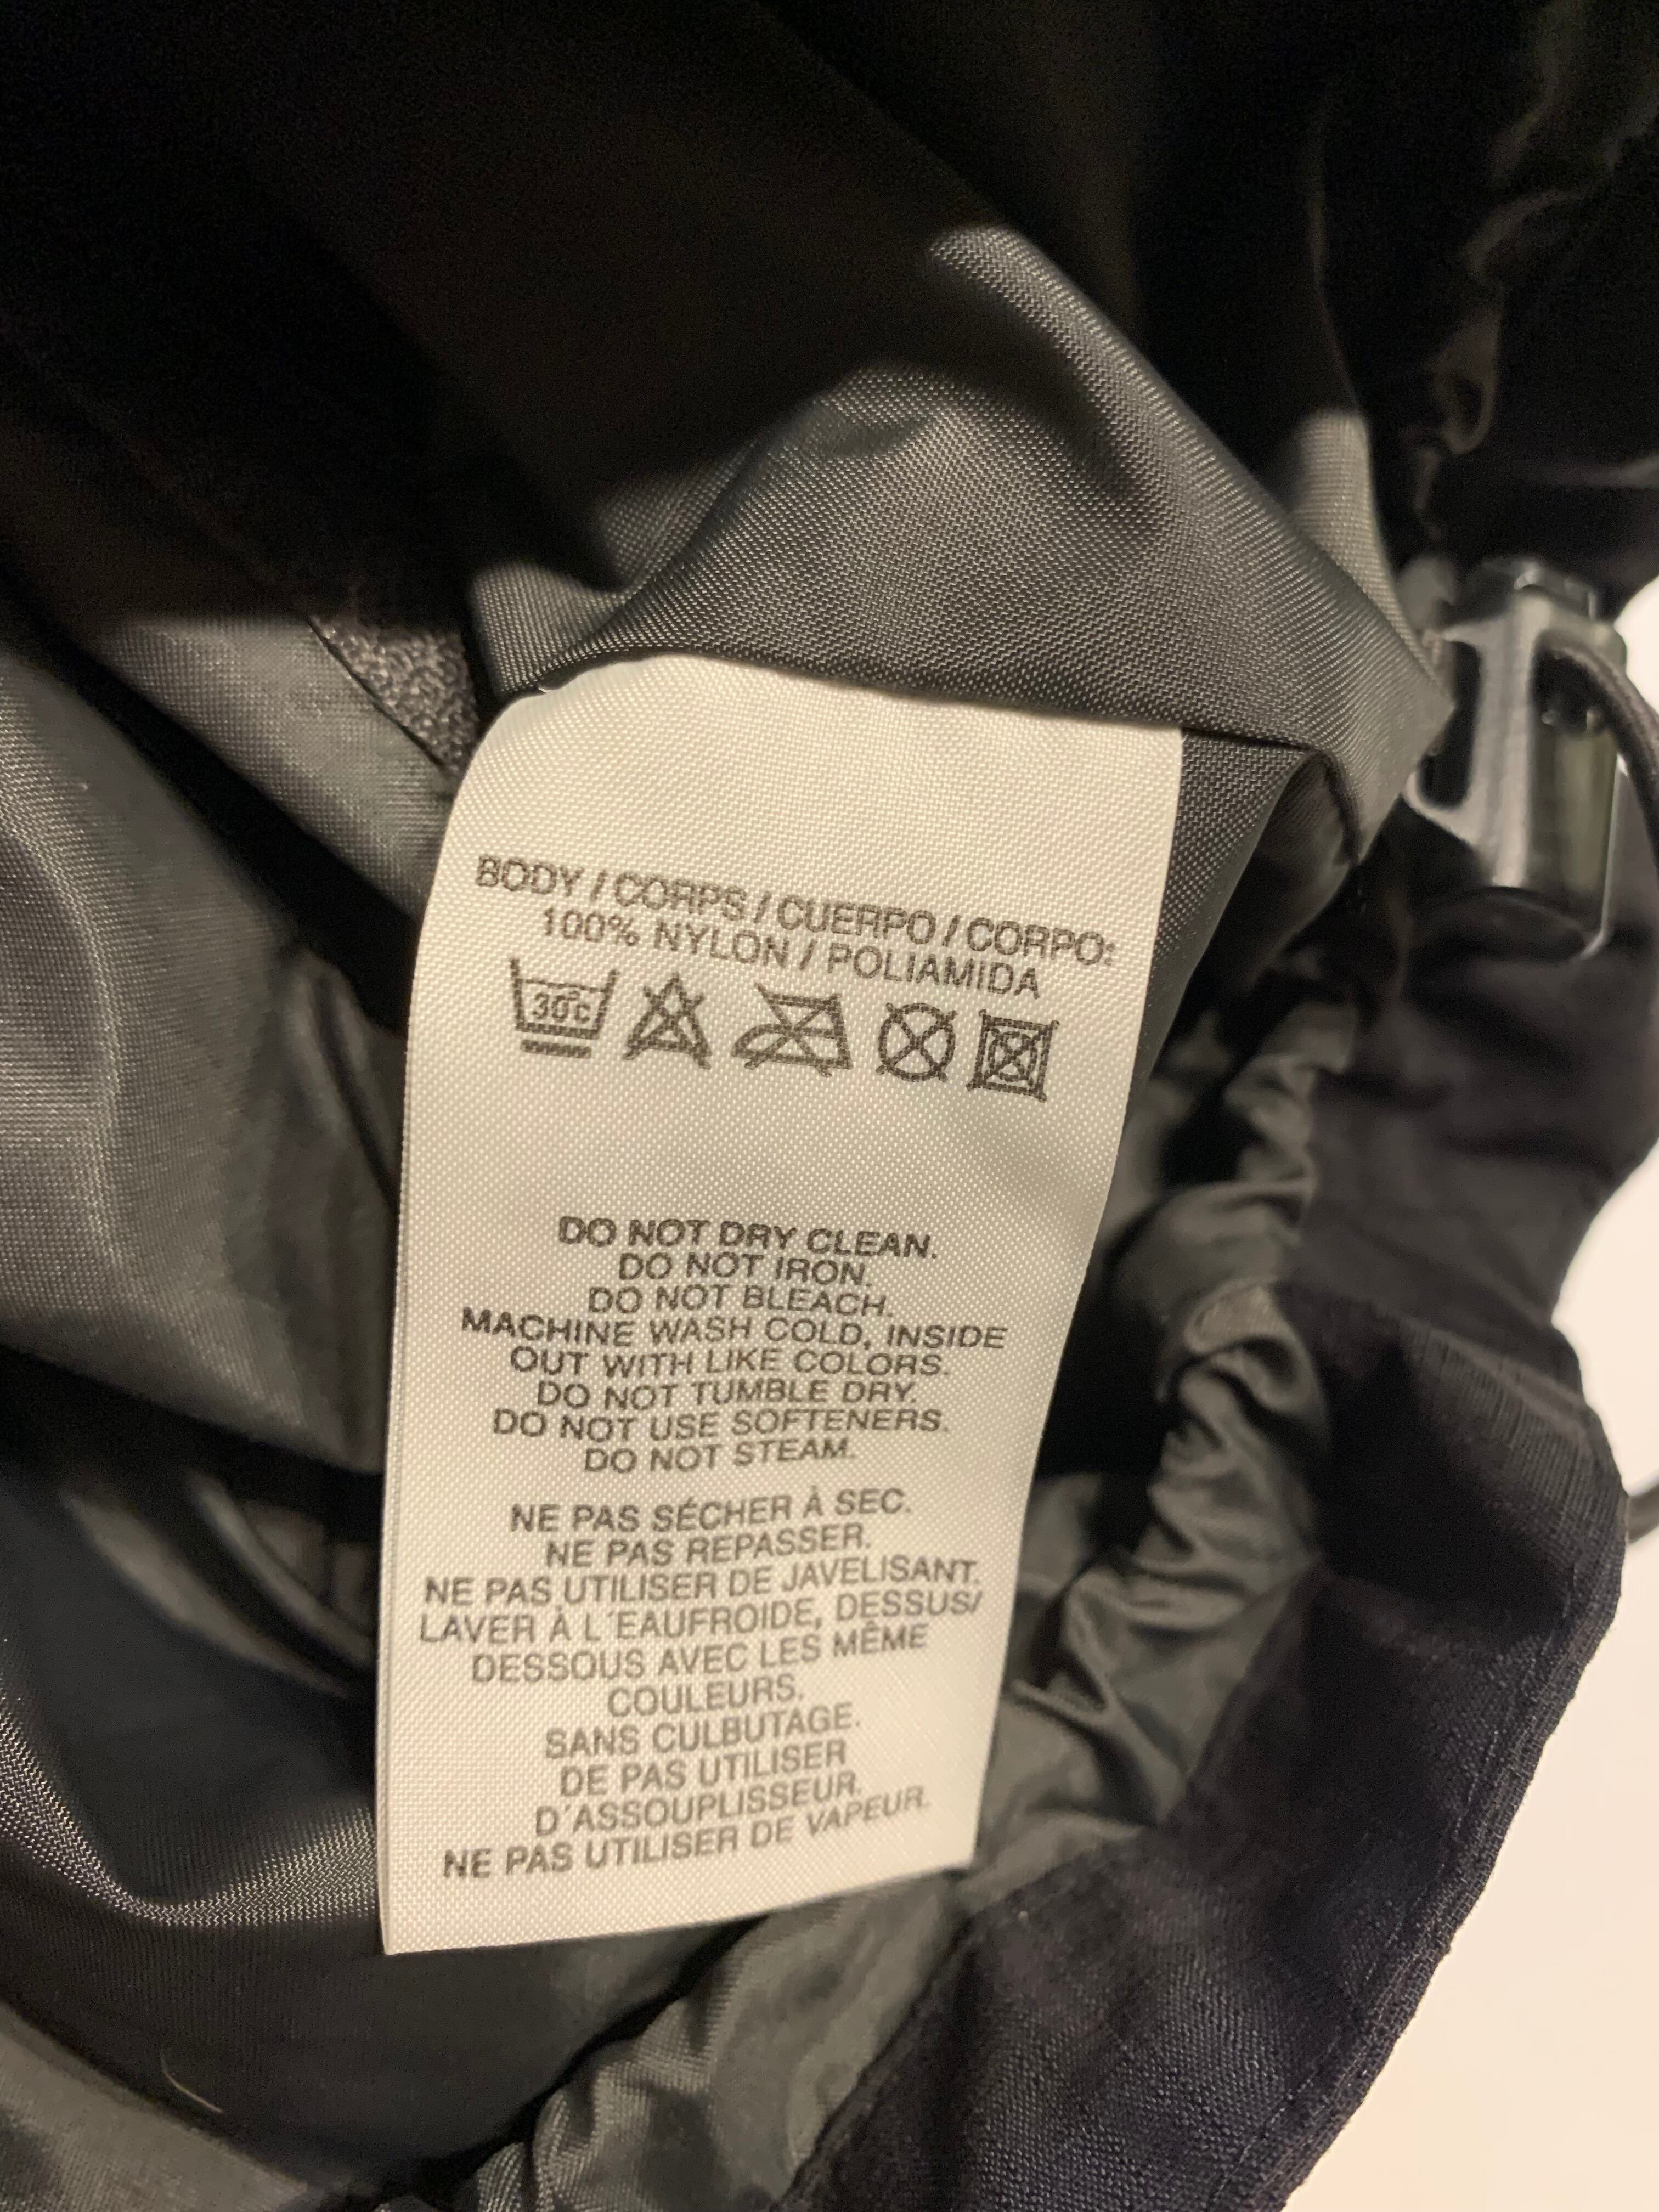 BODY / CORPS / CUERPO / CORPO:
100% NYLON / POLIAMIDA
30°c
DO NOT DRY CLEAN.
DO NOT IRON.
DO NOT BLEACH.
MACHINE WASH COLD, INSIDE
OUT WITH LIKE COLORS.
DO NOT TUMBLE DRY.
DO NOT USE SOFTENERS.
DO NOT STEAM.
NE PAS SÉCHER À SEC.
NE PAS REPASSER.
NE PAS UTILISER DE JAVELISANT.
LAVER À L'EAUFROIDE, DESSUS/
DESSOUS AVEC LES MÊME
COULEURS.
SANS CULBUTAGE.
DE PAS UTILISER
D'ASSOUPLISSEUR.
NE PAS UTILISER DE VAPEUR.